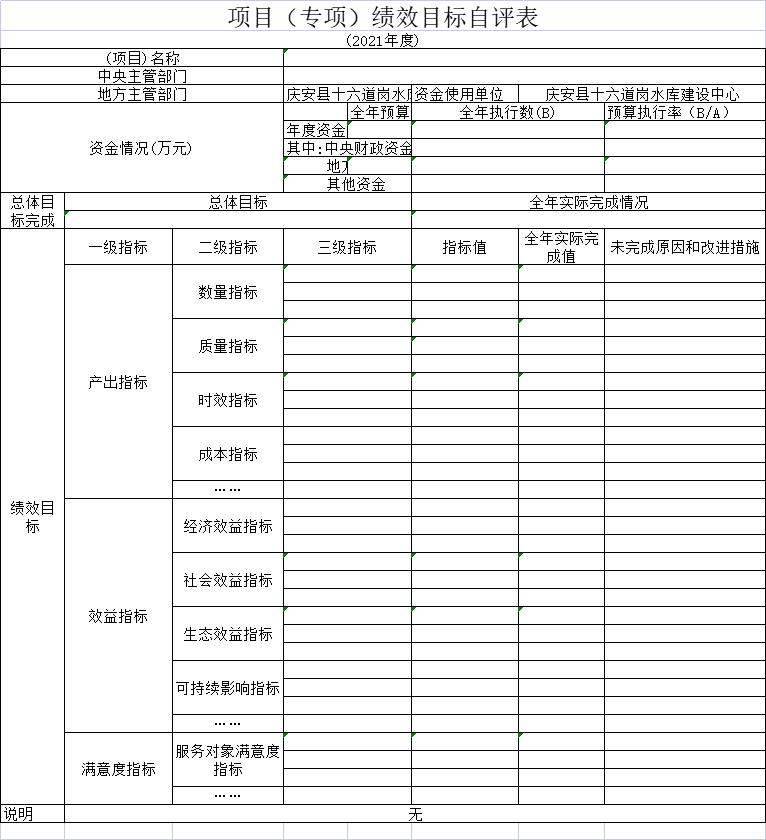 项目（专项）绩效目标自评表
(2021年度)
(项目)名称
中央主管部门
地方主管部门 庆安县十六道岗水 资金使用单位 庆安县十六道岗水库建设中心
资金情况(万元) 全年预算 全年执行数(B) 预算执行率（B/A）
年度资金
其中:中央财政资金
地
其他资金
总体目标完成 总体目标 全年实际完成情况
绩效目标 一级指标 二级指标 三级指标 指标值 全年实际完成值 未完成原因和改进措施
产出指标 数量指标
质量指标
时效指标
成本指标
……
效益指标 经济效益指标
社会效益指标
生态效益指标
可持续影响指标
……
满意度指标 服务对象满意度指标
……
说明 无